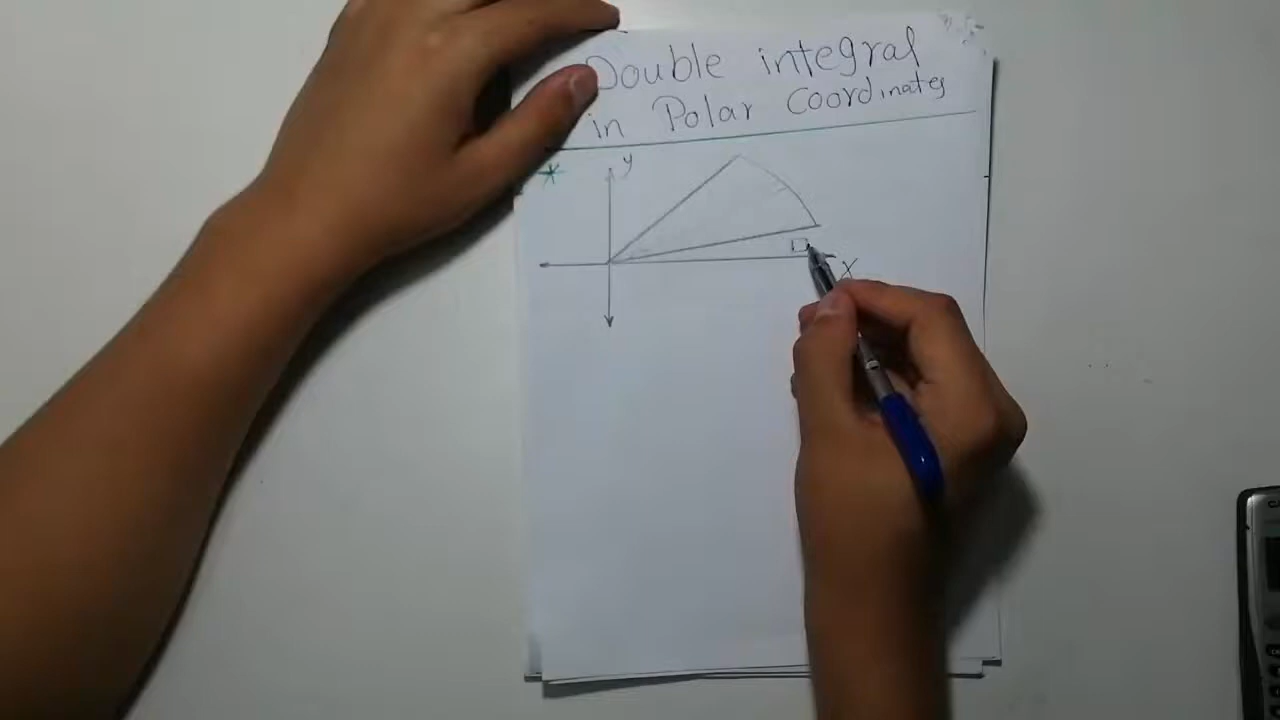 Double integral
in Polar Coordinates
*
y
x